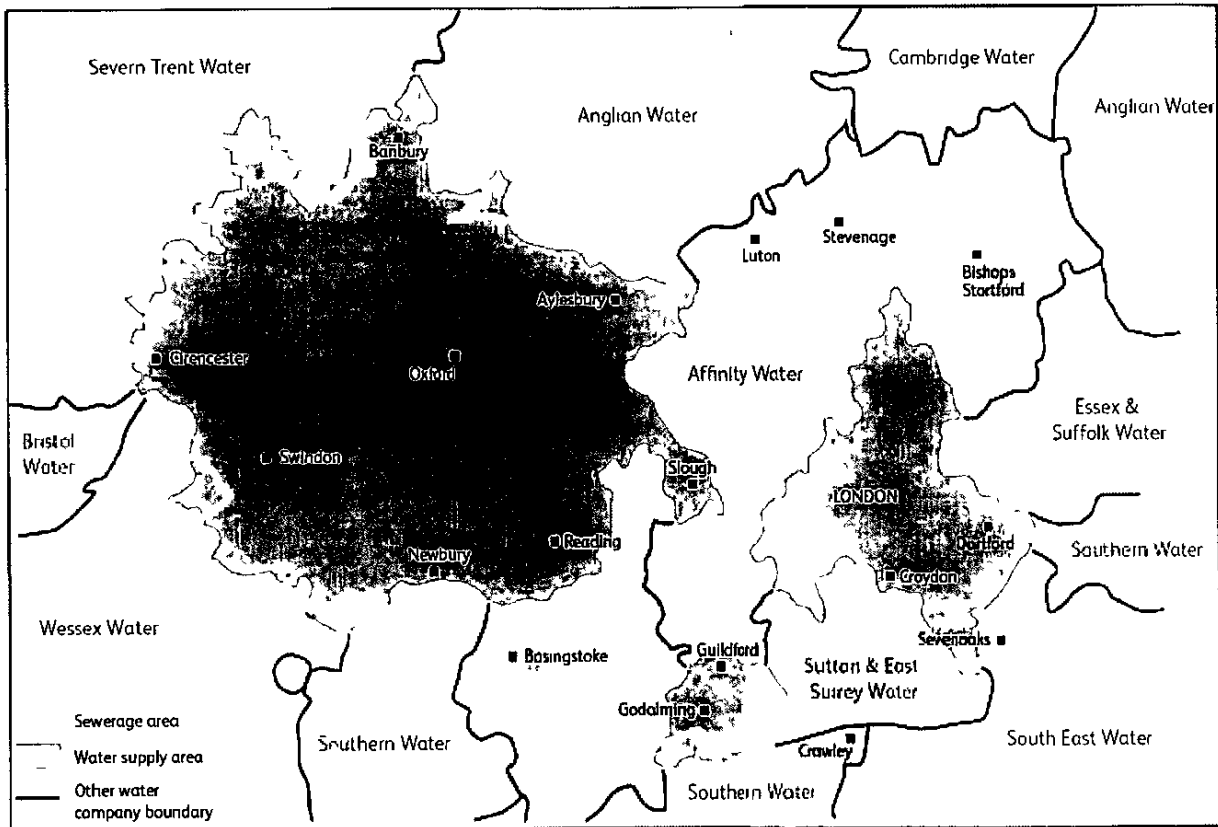 Severn Trent Water
Cambridge Water
Anglian Water
Anglian Water
Banbury
Stevenage
Luton
Bishops
Stortford
Aylesbury
Cirencester
Oxford
Affinity Water
Essex &
Suffolk Water
Bristol
Water
Swindon
Slough
LONDON
Reading
Dartford
Newbury
Croydon
Southern Water
Wessex Water
Sevenoaks
Basingstoke
Guildford
Sutton & East
Surrey Water
Godalming
Sewerage area
Southern Water
Crawley
South East Water
Water supply area
Other water
company boundary
Southern Water